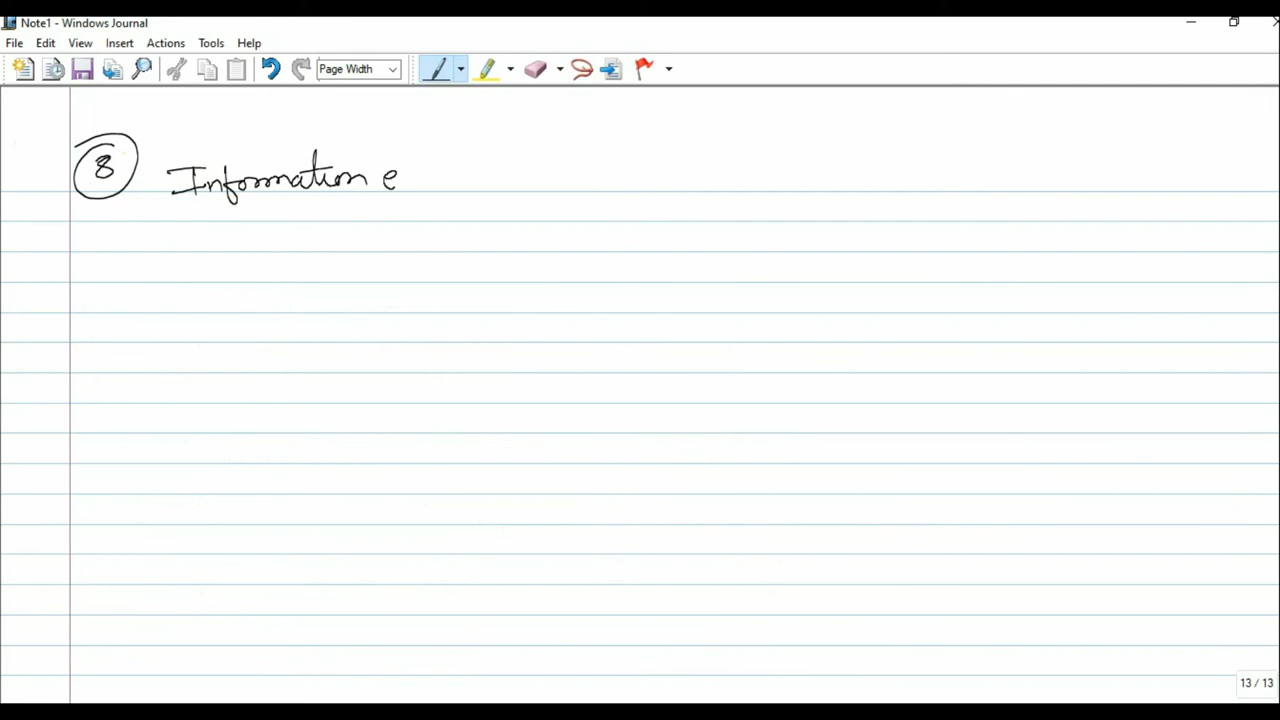 Note1 - Windows Journal
File Edit View Insert Actions Tools Help
Page Width
8 Information e
13 / 13